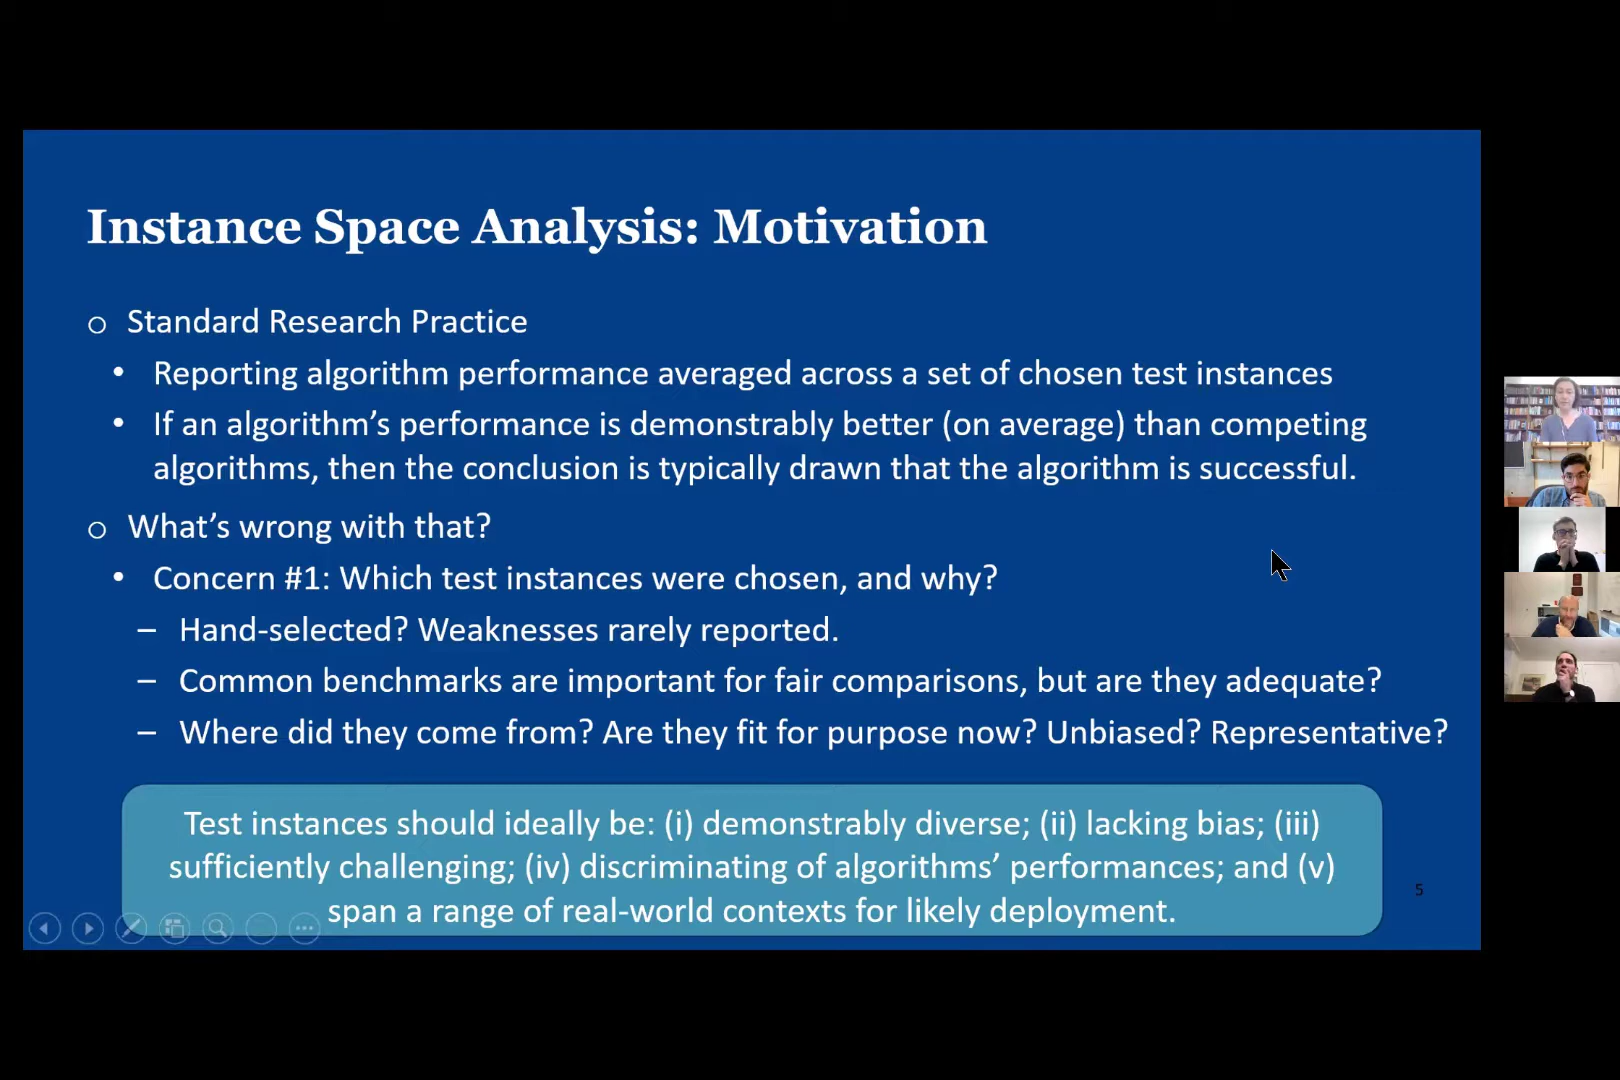 Instance Space Analysis: Motivation
o Standard Research Practice
• Reporting algorithm performance averaged across a set of chosen test instances
• If an algorithm’s performance is demonstrably better (on average) than competing
algorithms, then the conclusion is typically drawn that the algorithm is successful.
o What’s wrong with that?
• Concern #1: Which test instances were chosen, and why?
– Hand-selected? Weaknesses rarely reported.
– Common benchmarks are important for fair comparisons, but are they adequate?
– Where did they come from? Are they fit for purpose now? Unbiased? Representative?
Test instances should ideally be: (i) demonstrably diverse; (ii) lacking bias; (iii)
sufficiently challenging; (iv) discriminating of algorithms’ performances; and (v)
span a range of real-world contexts for likely deployment.
5